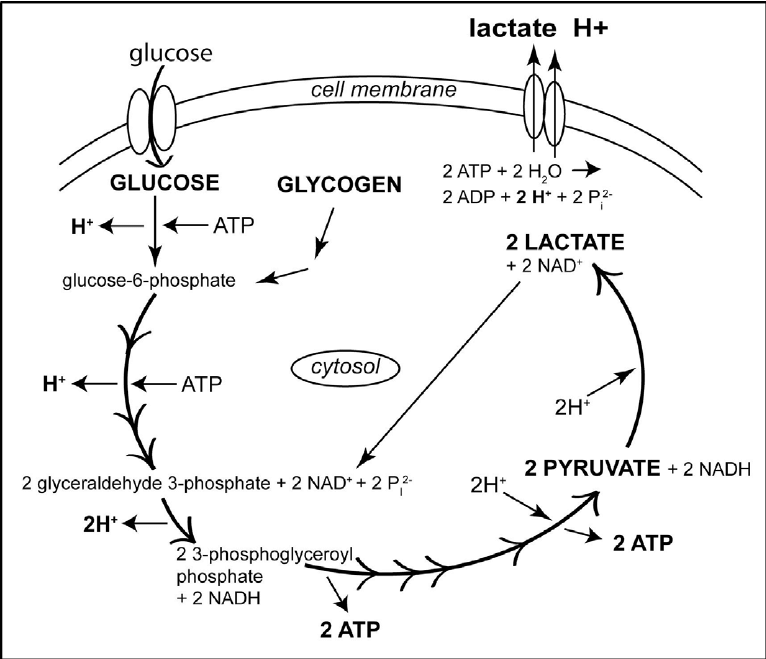 lactate H+
glucose
cell membrane
2 ATP + 2 H₂O →
2 ADP + 2 H⁺ + 2 Pᵢ²⁻
GLUCOSE
GLYCOGEN
H⁺
ATP
2 LACTATE
+ 2 NAD⁺
glucose-6-phosphate
cytosol
H⁺
ATP
2H⁺
2 PYRUVATE + 2 NADH
2 glyceraldehyde 3-phosphate + 2 NAD⁺ + 2 Pᵢ²⁻
2H⁺
2H⁺
2 ATP
2 3-phosphoglyceroyl
phosphate
+ 2 NADH
2 ATP